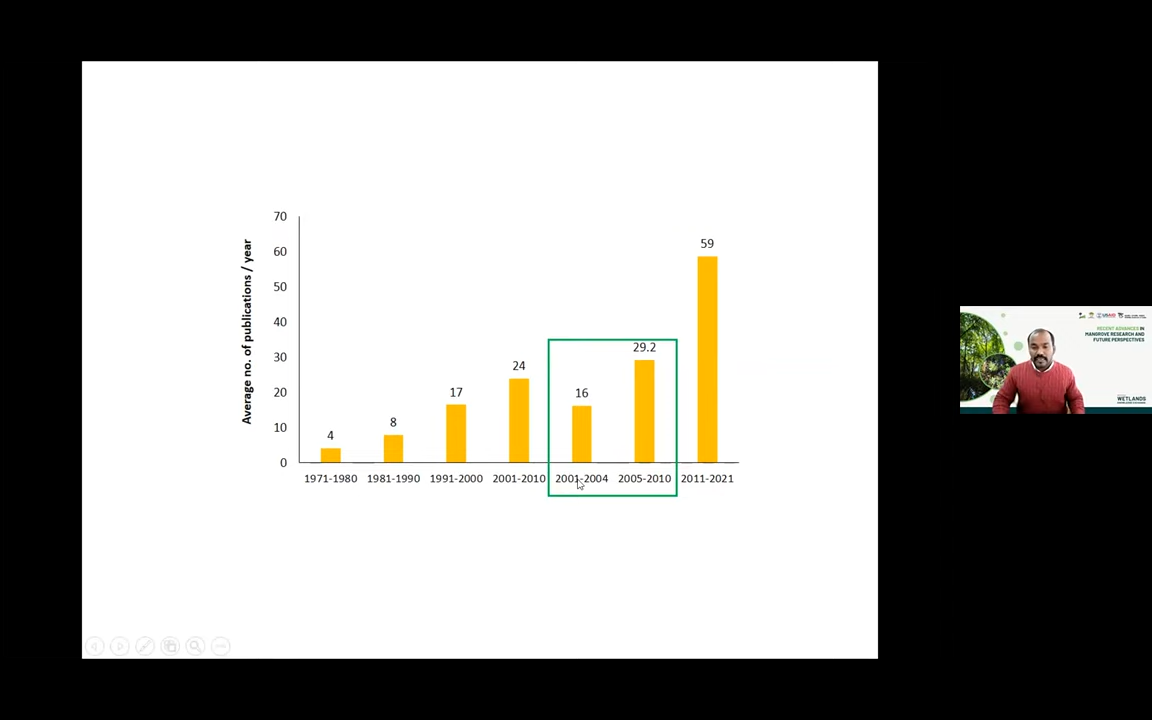 Average no. of publications / year
70
60
50
40
30
20
10
0
4
8
17
24
16
29.2
59
1971-1980 1981-1990 1991-2000 2001-2010 2001-2004 2005-2010 2011-2021
USAID
RECENT ADVANCED IN
MANGROVE RESEARCH AND
FUTURE PERSPECTIVES
WETLANDS